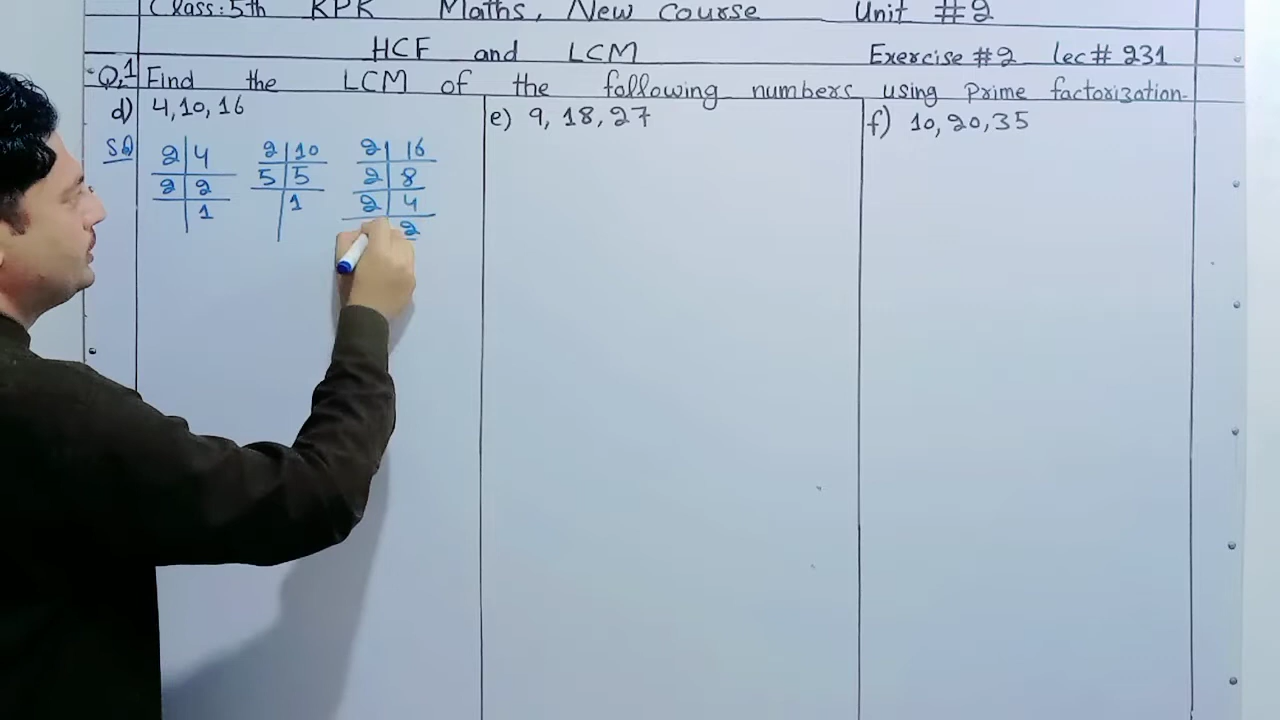 Class: 5th KPK Maths, New Course Unit #2
HCF and LCM Exercise #2 lec# 231
Q.1 Find the LCM of the following numbers using Prime factorization.
d) 4, 10, 16
Sol
2 | 4
2 | 2
| 1
2 | 10
5 | 5
| 1
2 | 16
2 | 8
2 | 4
2
e) 9, 18, 27
f) 10, 20, 35